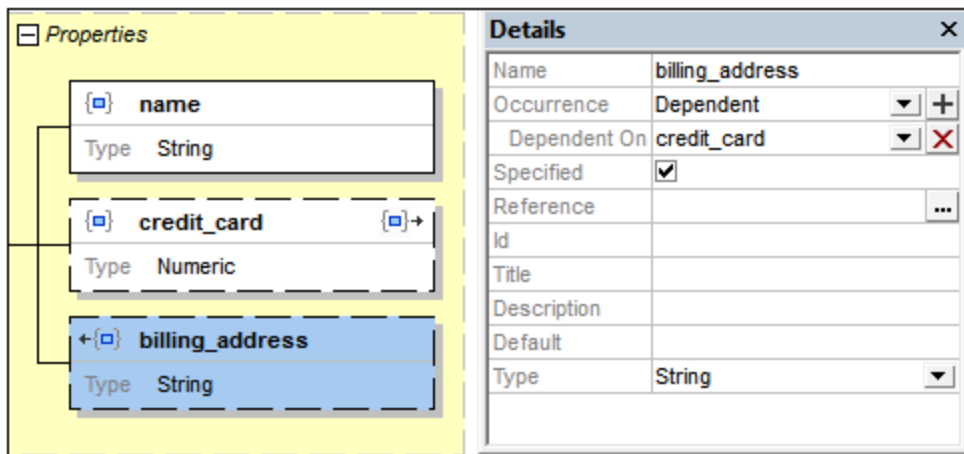 Properties
name
Type String
credit_card
Type Numeric
billing_address
Type String
Details
Name billing_address
Occurrence Dependent
Dependent On credit_card
Specified
Reference ...
Id
Title
Description
Default
Type String